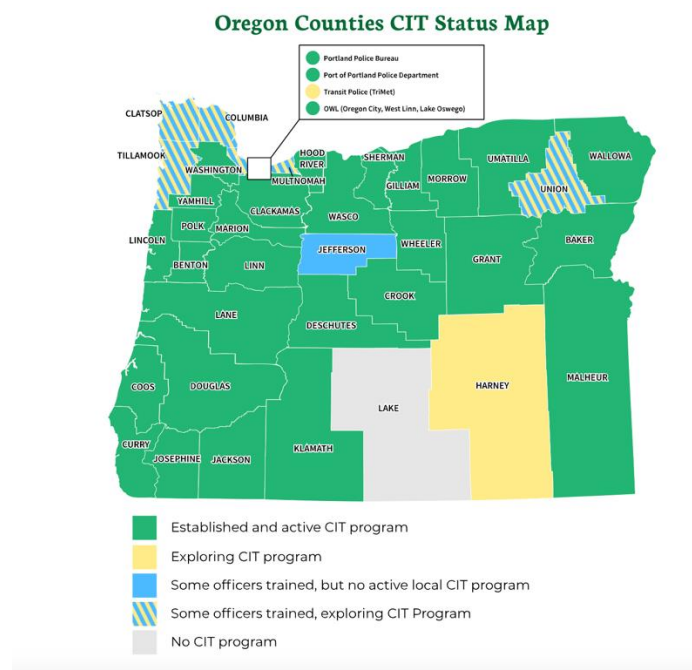 Oregon Counties CIT Status Map
Portland Police Bureau
Port of Portland Police Department
Transit Police (TriMet)
OWL (Oregon City, West Linn, Lake Oswego)
CLATSOP
COLUMBIA
TILLAMOOK
WASHINGTON
HOOD
RIVER
MULTNOMAH
SHERMAN
GILLIAM
MORROW
UMATILLA
UNION
WALLOWA
YAMHILL
CLACKAMAS
WASCO
POLK
MARION
LINCOLN
BENTON
LINN
JEFFERSON
WHEELER
GRANT
BAKER
CROOK
LANE
DESCHUTES
COOS
DOUGLAS
LAKE
HARNEY
MALHEUR
CURRY
JOSEPHINE
JACKSON
KLAMATH
Established and active CIT program
Exploring CIT program
Some officers trained, but no active local CIT program
Some officers trained, exploring CIT Program
No CIT program